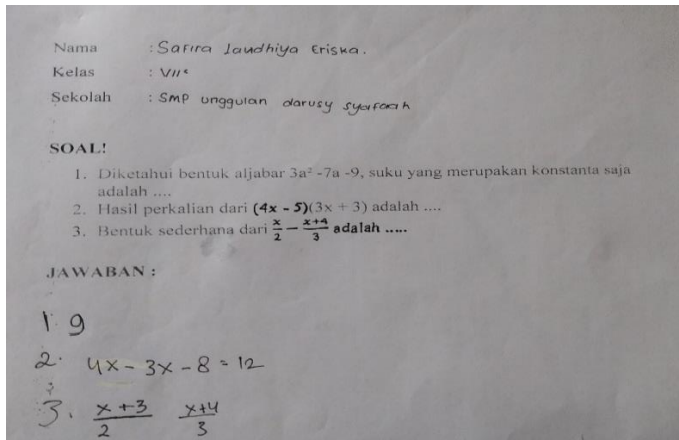 Nama : Safira Jaudhiya Eriska.
Kelas : VII c
Sekolah : SMP unggulan darusy syafaah
SOAL!
1. Diketahui bentuk aljabar 3a² -7a -9, suku yang merupakan konstanta saja
adalah ....
2. Hasil perkalian dari (4x - 5)(3x + 3) adalah ....
3. Bentuk sederhana dari x/2 − x+4/3 adalah .....
JAWABAN :
1. 9
2. 4x - 3x - 8 = 12
3. x+3/2 x+4/3